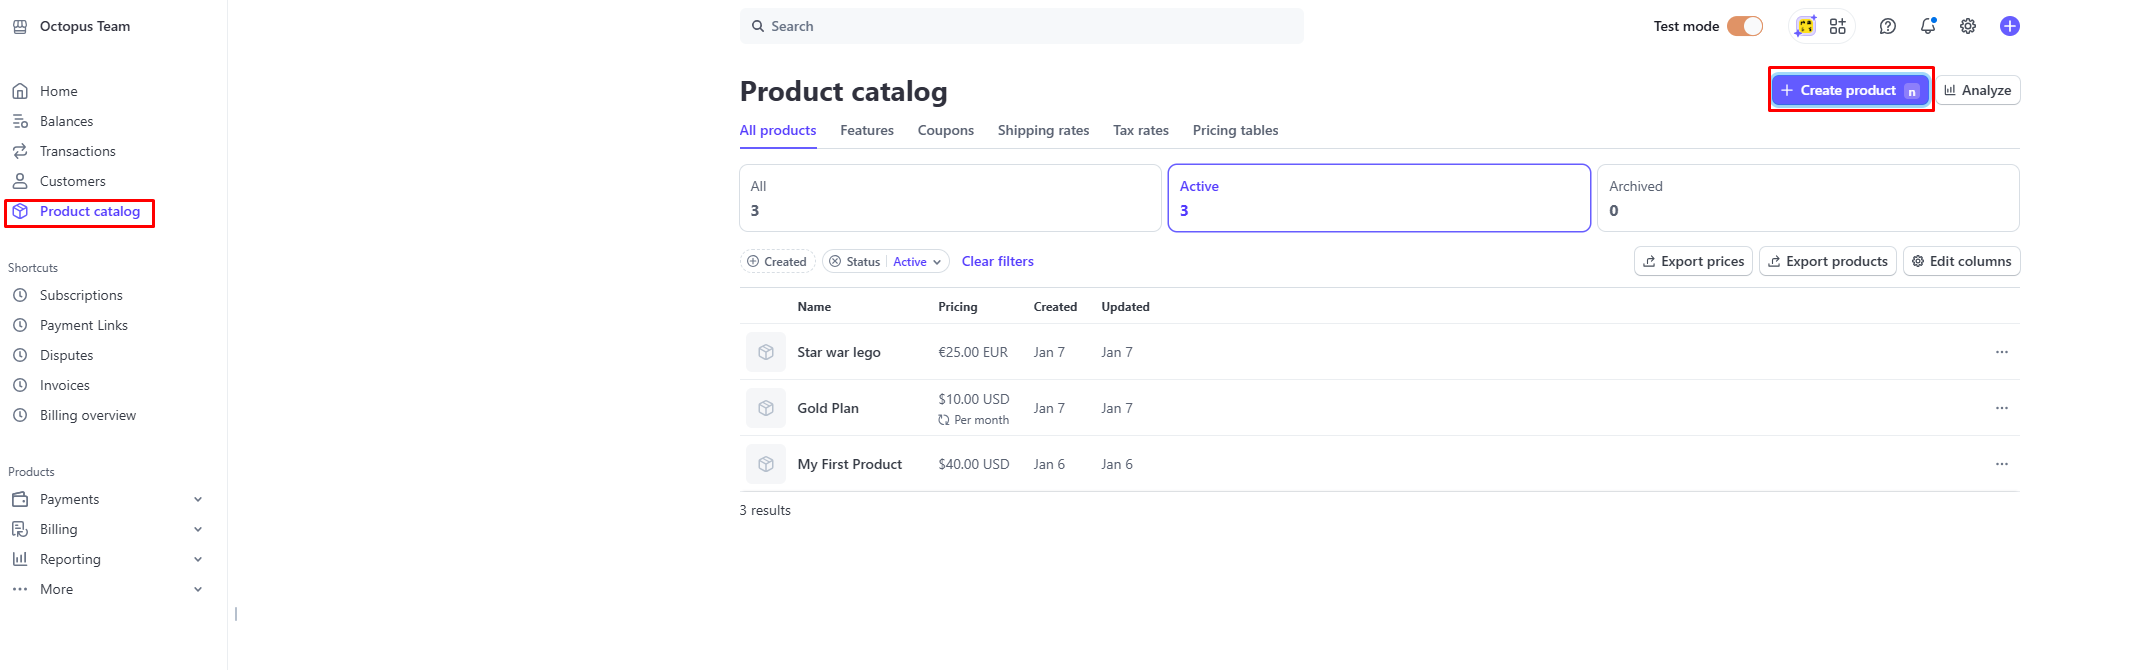 Octopus Team
Search
Test mode
Home
Balances
Transactions
Customers
Product catalog
Shortcuts
Subscriptions
Payment Links
Disputes
Invoices
Billing overview
Products
Payments
Billing
Reporting
More
Product catalog
Create product n
Analyze
All products Features Coupons Shipping rates Tax rates Pricing tables
All
3
Active
3
Archived
0
Created Status Active Clear filters
Export prices Export products Edit columns
Name Pricing Created Updated
Star war lego €25.00 EUR Jan 7 Jan 7
Gold Plan $10.00 USD Per month Jan 7 Jan 7
My First Product $40.00 USD Jan 6 Jan 6
3 results